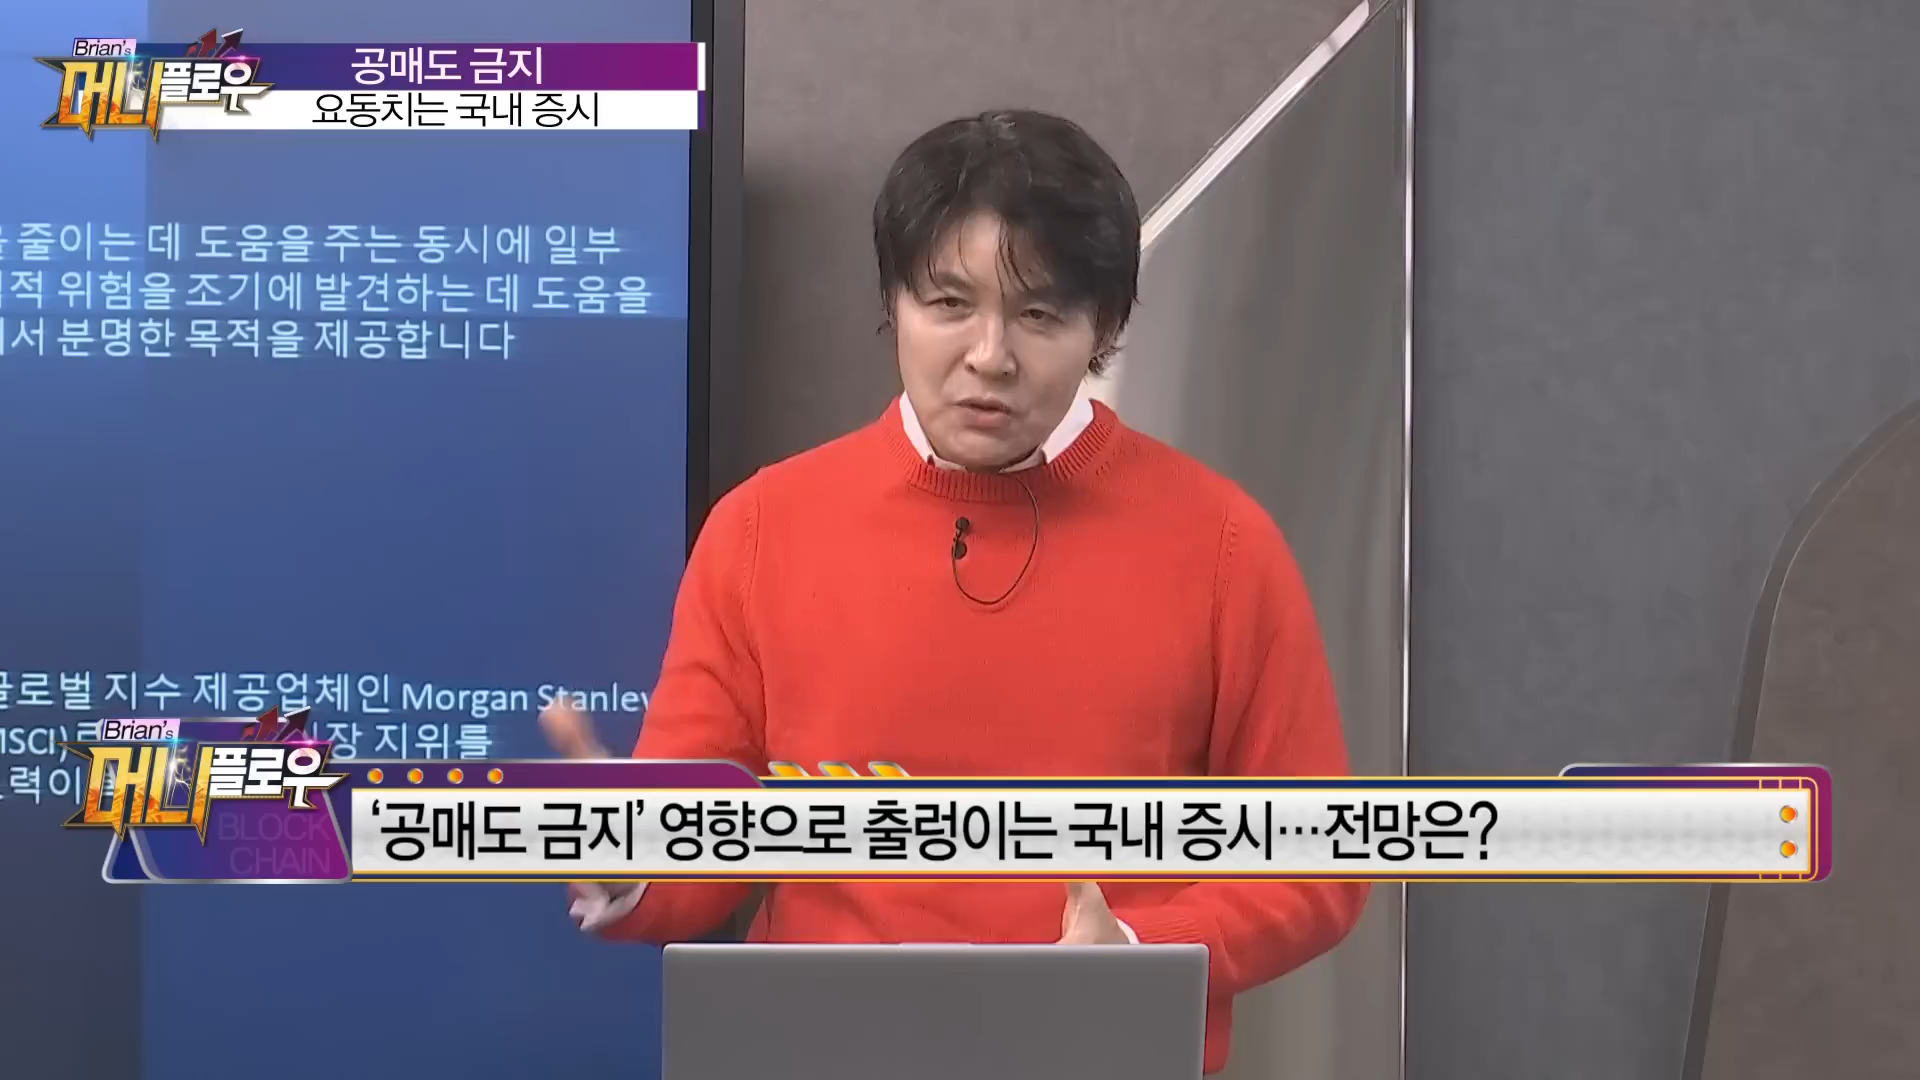 Brian's
머니플로우
공매도 금지
요동치는 국내 증시
줄이는 데 도움을 주는 동시에 일부
적 위험을 조기에 발견하는 데 도움을
서 분명한 목적을 제공합니다
글로벌 지수 제공업체인 Morgan Stanley
MSCI)
장 지위를
력이
Brian's
머니플로우
BLOCK
CHAIN
‘공매도 금지’ 영향으로 출렁이는 국내 증시…전망은?